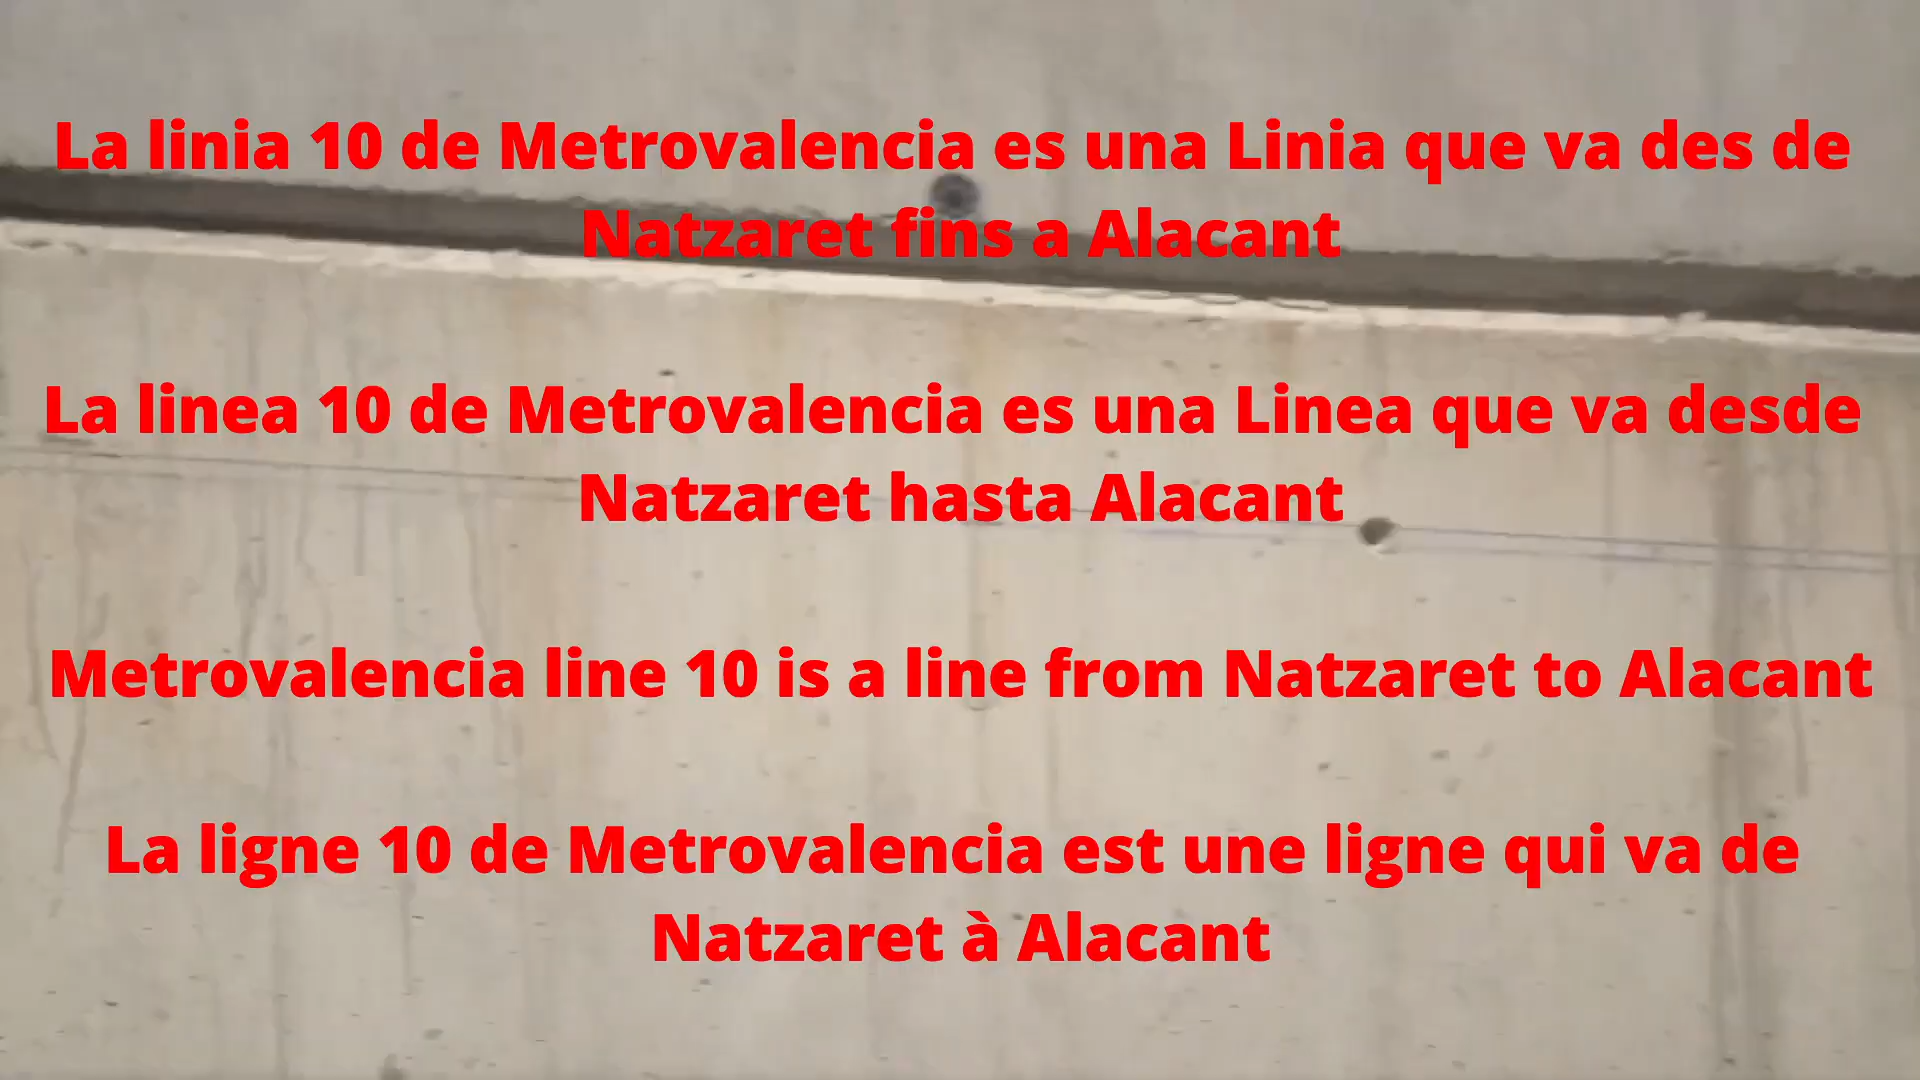 La linia 10 de Metrovalencia es una Linia que va des de
Natzaret fins a Alacant
La linea 10 de Metrovalencia es una Linea que va desde
Natzaret hasta Alacant
Metrovalencia line 10 is a line from Natzaret to Alacant
La ligne 10 de Metrovalencia est une ligne qui va de
Natzaret à Alacant